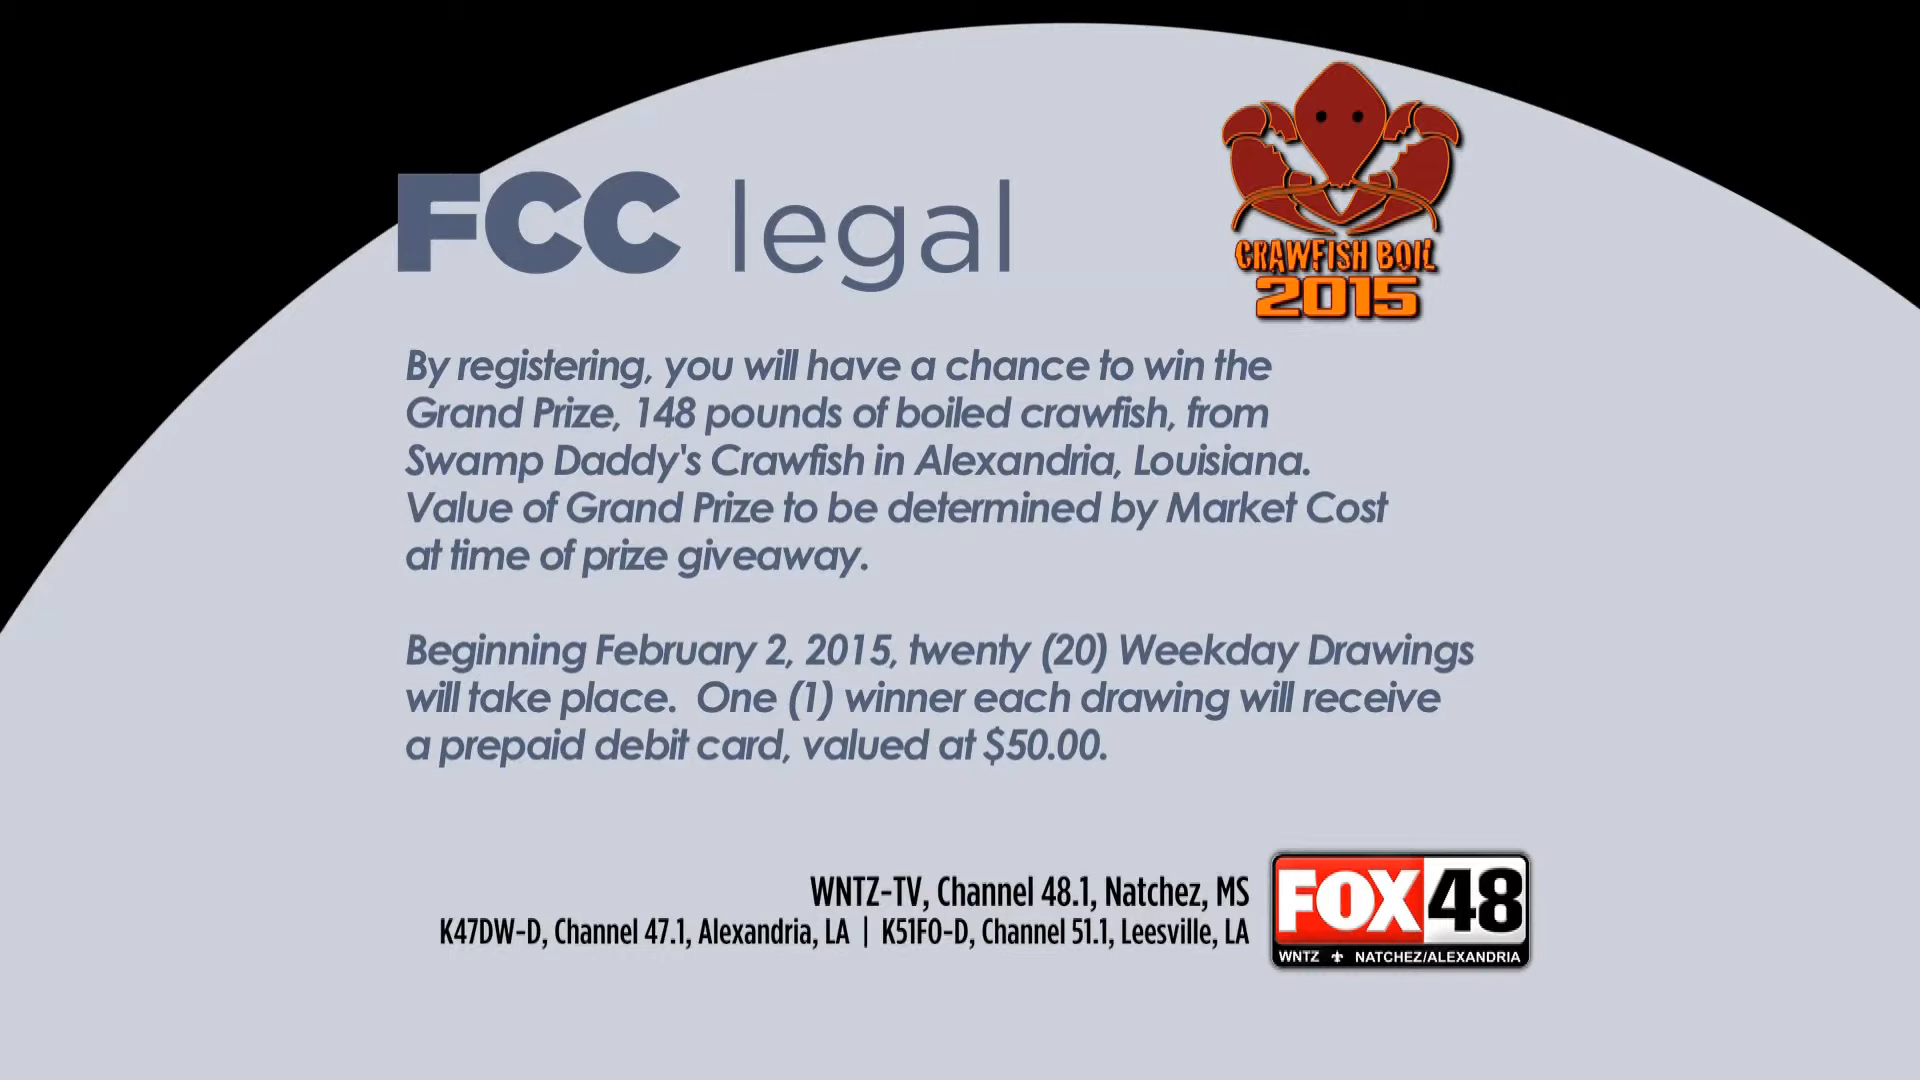 FCC legal
CRAWFISH BOIL
2015
By registering, you will have a chance to win the
Grand Prize, 148 pounds of boiled crawfish, from
Swamp Daddy's Crawfish in Alexandria, Louisiana.
Value of Grand Prize to be determined by Market Cost
at time of prize giveaway.
Beginning February 2, 2015, twenty (20) Weekday Drawings
will take place.  One (1) winner each drawing will receive
a prepaid debit card, valued at $50.00.
WNTZ-TV, Channel 48.1, Natchez, MS
K47DW-D, Channel 47.1, Alexandria, LA | K51FO-D, Channel 51.1, Leesville, LA
FOX 48
WNTZ ⚜ NATCHEZ/ALEXANDRIA